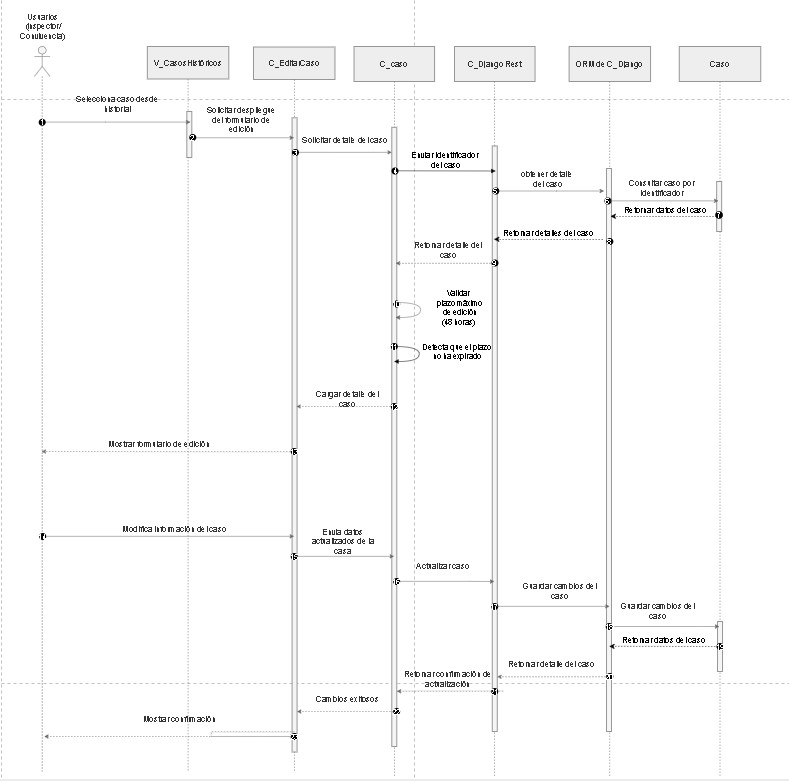 Usuarios
(Inspector/
Conluencia)
V_Casos Históricos
C_EditarCaso
C_caso
C_Django Rest
ORM de C_Django
Caso
Selecciona caso desde
historial
Solicitar despliegue
del formulario de
edición
Solicitar detalle del caso
Enviar identificador
del caso
obtener detalle
del caso
Consultar caso por
identificador
Retornar datos del caso
Retornar detalles del caso
Retornar detalle del
caso
Validar
plazo máximo
de edición
(48 horas)
Detecta que el plazo
no ha expirado
Cargar detalle del
caso
Mostrar formulario de edición
Modifica información del caso
Envia datos
actualizados de la
casa
Actualizar caso
Guardar cambios del
caso
Guardar cambios del
caso
Retornar datos del caso
Retornar detalle del caso
Retornar confirmación de
actualización
Cambios exitosos
Mostrar confirmación